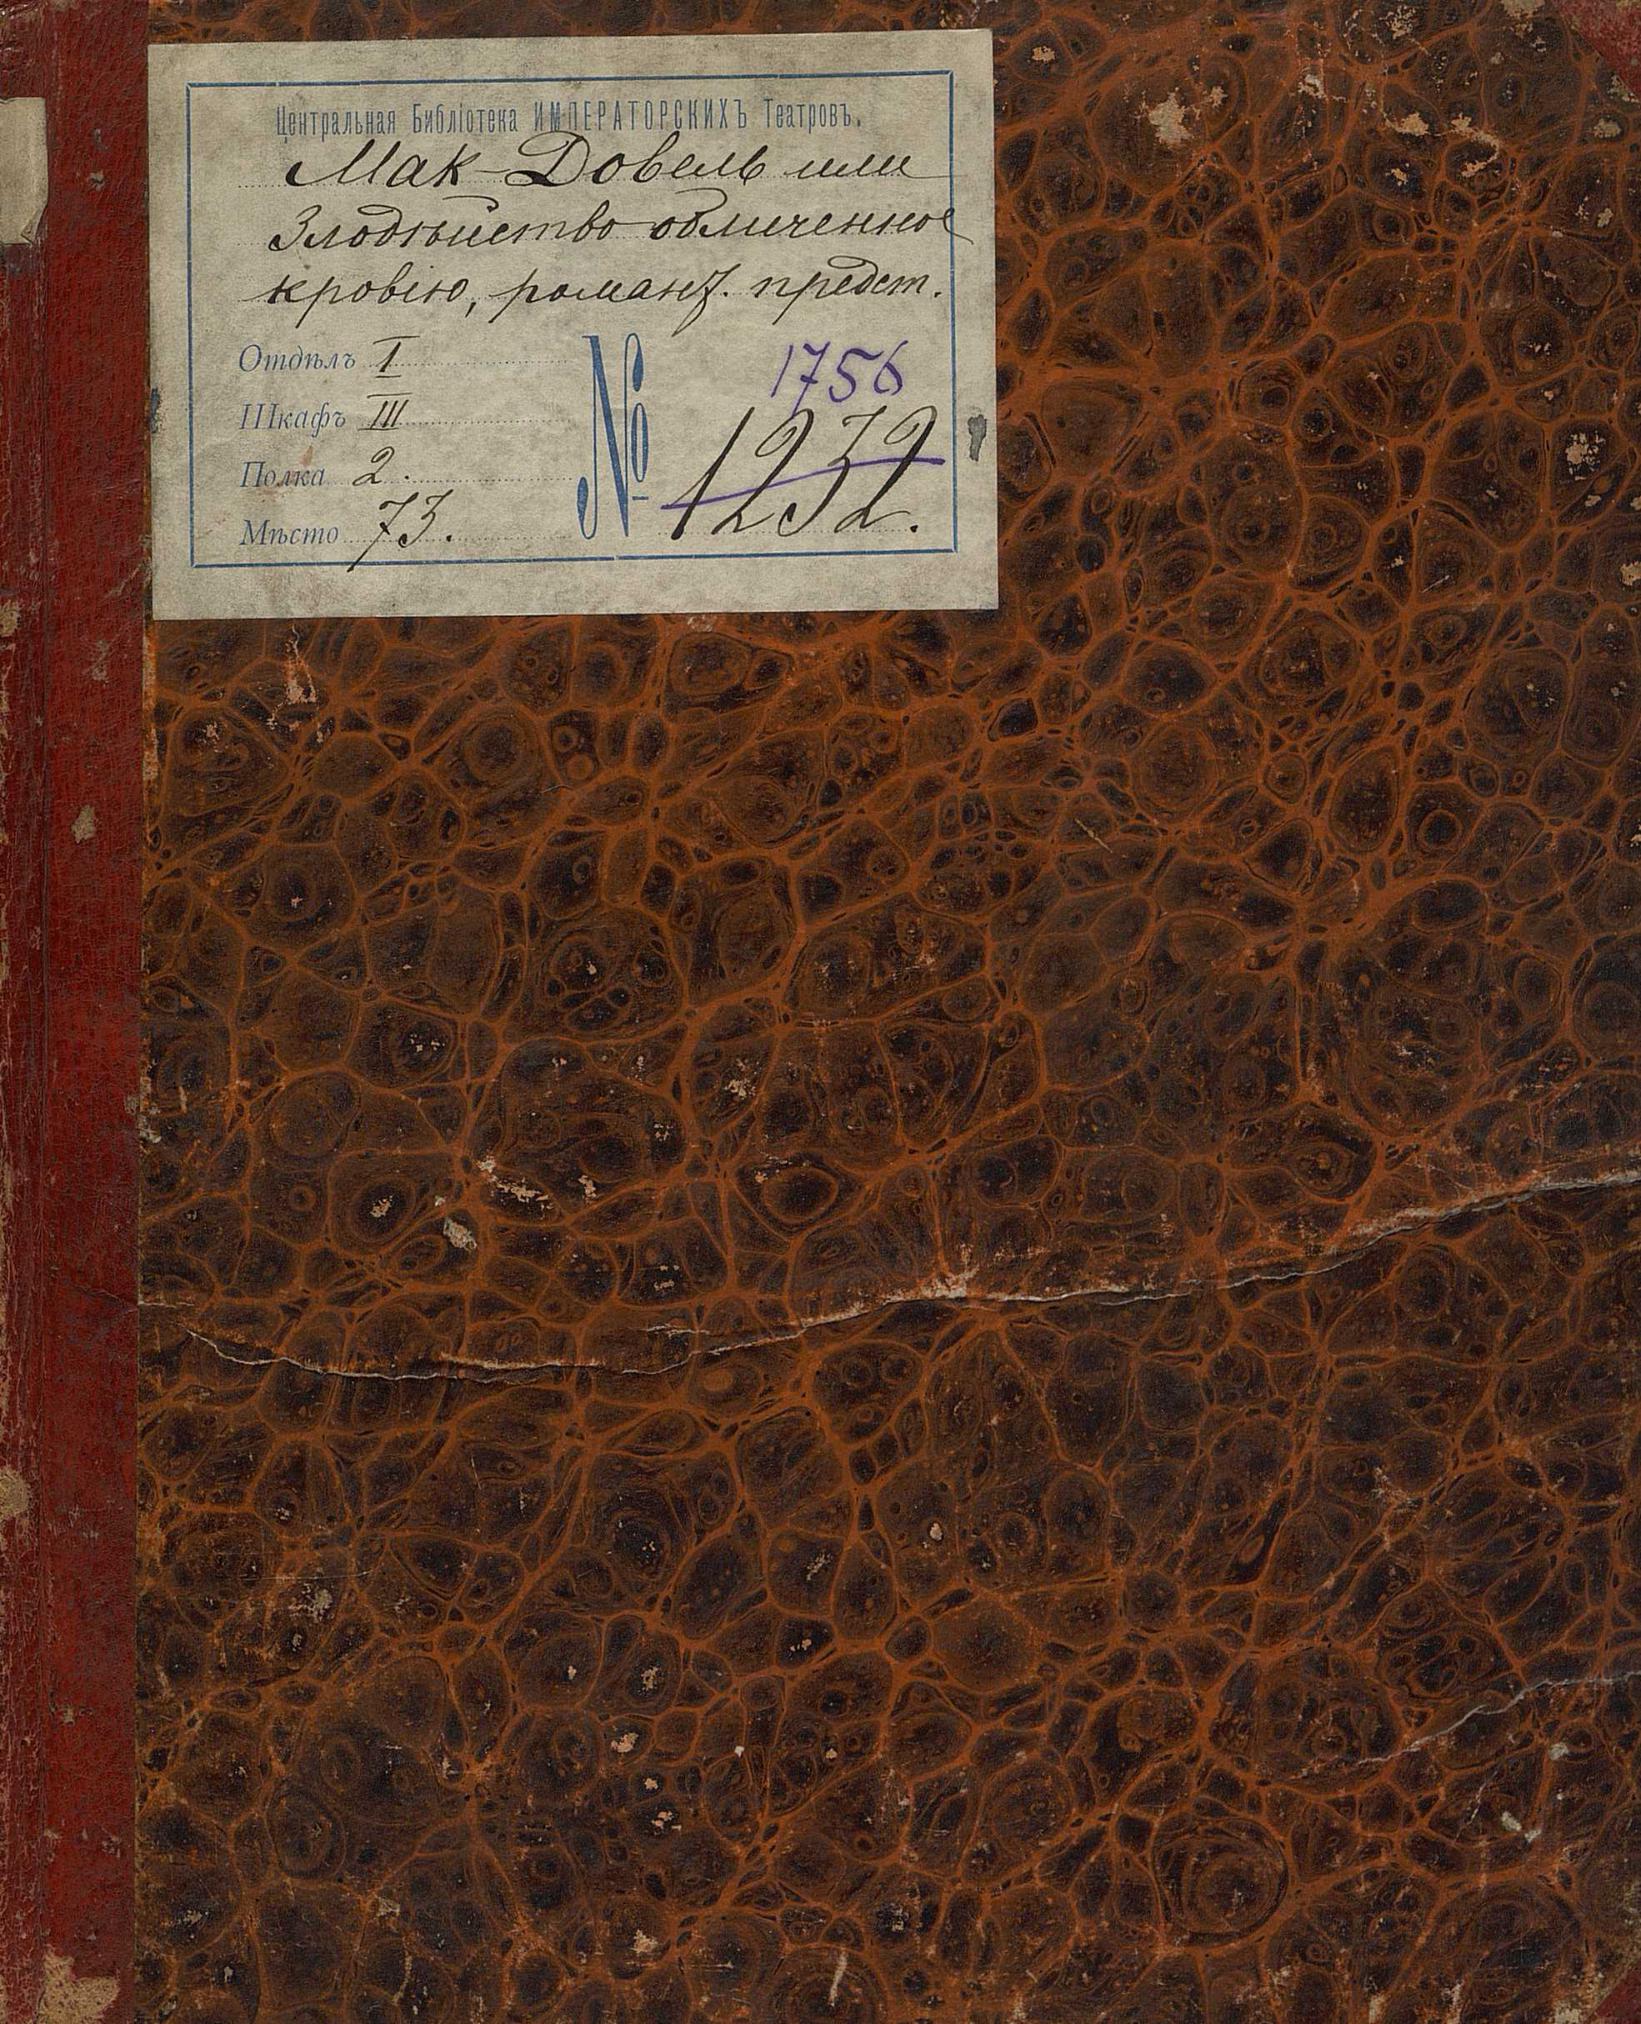 Центральная Библіотека ИМПЕРАТОРСКИХЪ Театровъ.
Мак-Довель или
Злодѣйство обличенное
кровію, романт. предст.
Отдѣлъ I
Шкафъ III
Полка 2.
Мѣсто 73.
№ 1756
1232.